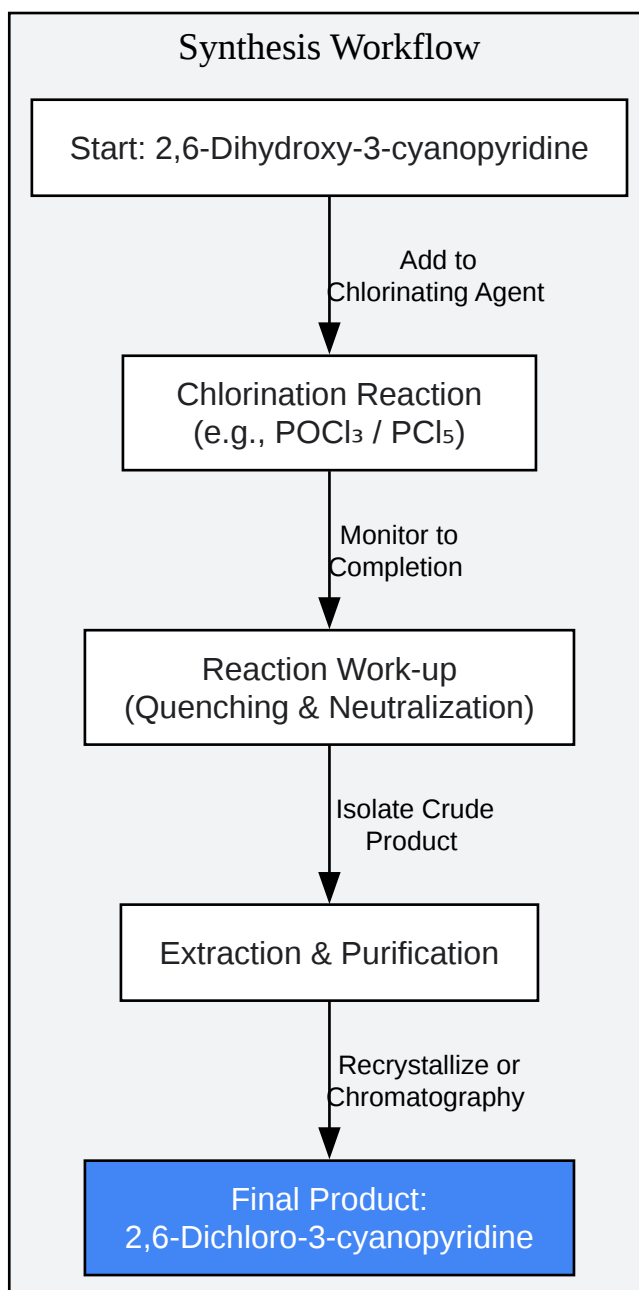 Synthesis Workflow
Start: 2,6-Dihydroxy-3-cyanopyridine
Add to
Chlorinating Agent
Chlorination Reaction
(e.g., POCl₃ / PCl₅)
Monitor to
Completion
Reaction Work-up
(Quenching & Neutralization)
Isolate Crude
Product
Extraction & Purification
Recrystallize or
Chromatography
Final Product:
2,6-Dichloro-3-cyanopyridine